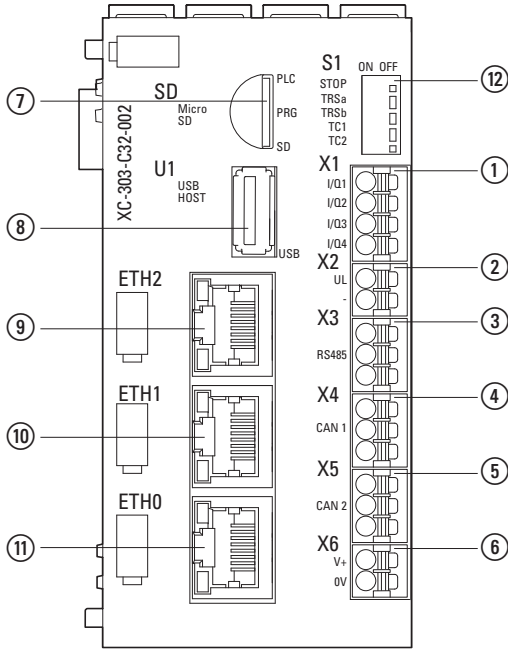 S1 ON OFF
STOP
TRSa
TRSb
TC1
TC2
12
7
SD
Micro
SD
PLC
PRG
SD
XC-303-C32-002
U1
USB
HOST
USB
8
X1
I/Q1
I/Q2
I/Q3
I/Q4
1
X2
UL
-
2
ETH2
9
X3
RS485
3
ETH1
10
X4
CAN 1
4
X5
CAN 2
5
ETH0
11
X6
V+
0V
6